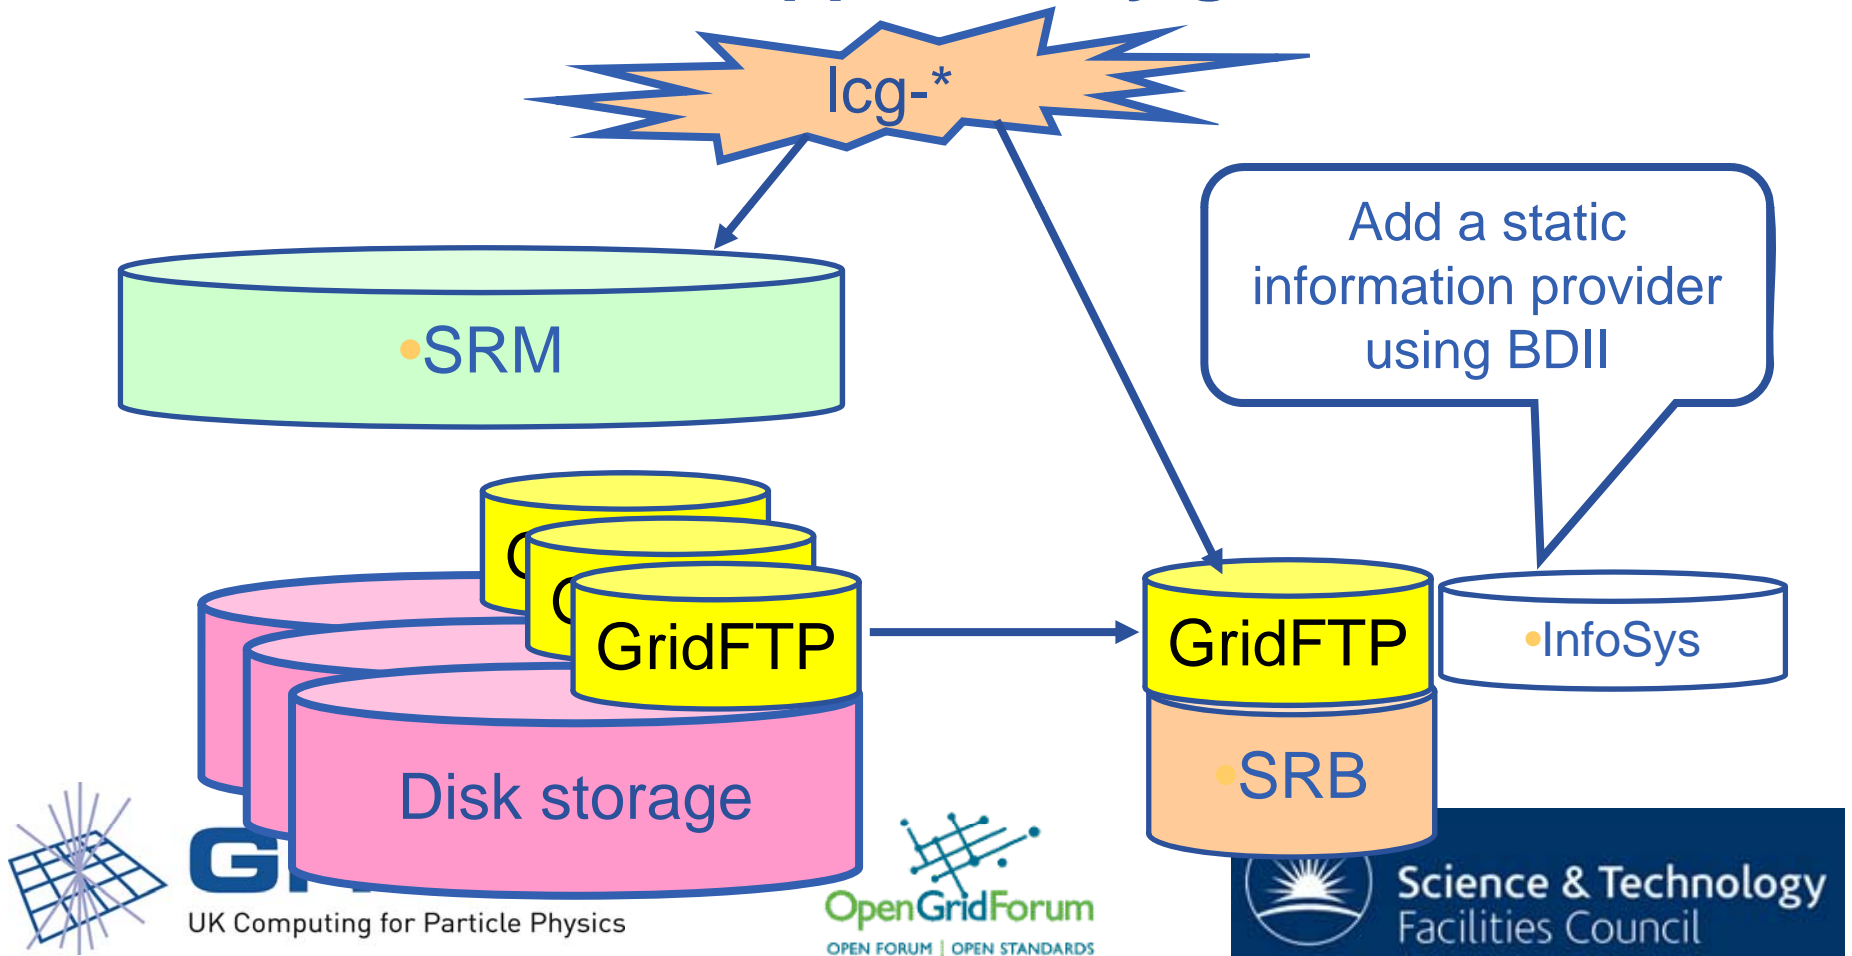 lcg-*
Add a static
information provider
using BDII
•SRM
GridFTP
GridFTP
•InfoSys
Disk storage
•SRB
UK Computing for Particle Physics
OpenGridForum
OPEN FORUM | OPEN STANDARDS
Science & Technology
Facilities Council